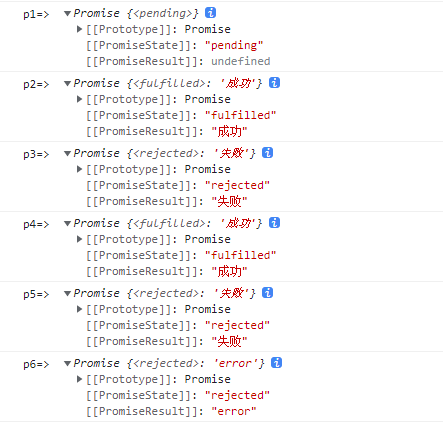 p1=> ▼Promise {<pending>} i
▶[[Prototype]]: Promise
[[PromiseState]]: "pending"
[[PromiseResult]]: undefined
p2=> ▼Promise {<fulfilled>: '成功'} i
▶[[Prototype]]: Promise
[[PromiseState]]: "fulfilled"
[[PromiseResult]]: "成功"
p3=> ▼Promise {<rejected>: '失败'} i
▶[[Prototype]]: Promise
[[PromiseState]]: "rejected"
[[PromiseResult]]: "失败"
p4=> ▼Promise {<fulfilled>: '成功'} i
▶[[Prototype]]: Promise
[[PromiseState]]: "fulfilled"
[[PromiseResult]]: "成功"
p5=> ▼Promise {<rejected>: '失败'} i
▶[[Prototype]]: Promise
[[PromiseState]]: "rejected"
[[PromiseResult]]: "失败"
p6=> ▼Promise {<rejected>: 'error'} i
▶[[Prototype]]: Promise
[[PromiseState]]: "rejected"
[[PromiseResult]]: "error"